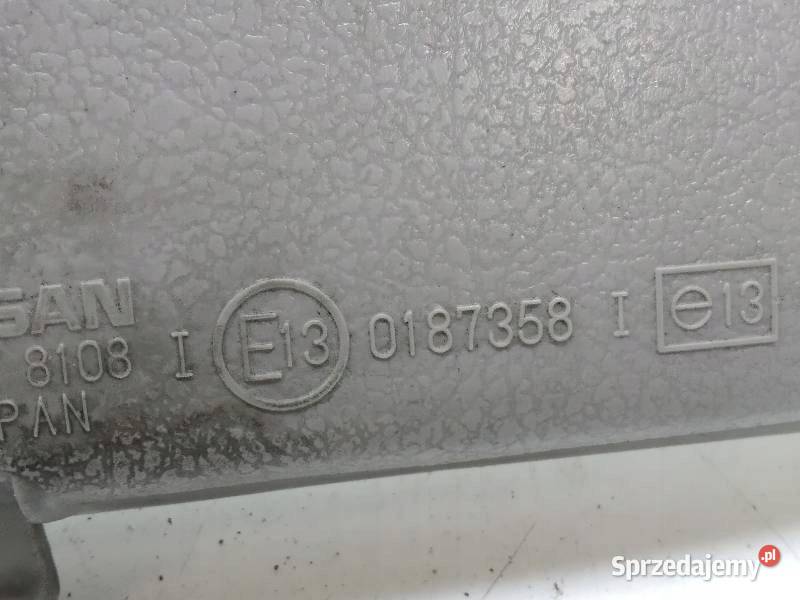 SAN
8108 I E13 0187358 I e13
PAN
Sprzedajemy.pl